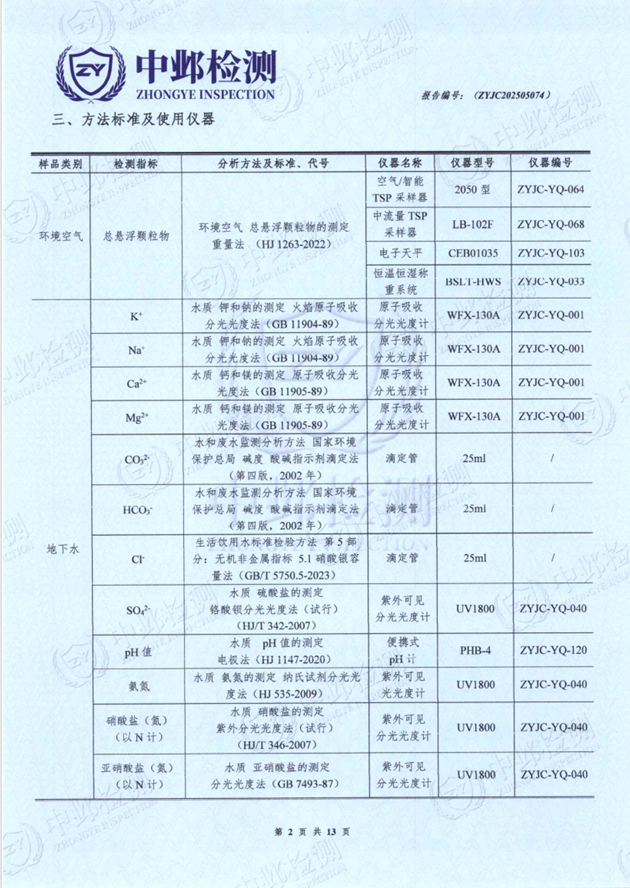 ZY
中邺检测
ZHONGYE INSPECTION
报告编号：（ZYJC202505074）
三、方法标准及使用仪器
样品类别 检测指标 分析方法及标准、代号 仪器名称 仪器型号 仪器编号
环境空气 总悬浮颗粒物 环境空气 总悬浮颗粒物的测定
重量法 （HJ 1263-2022）
空气/智能
TSP 采样器
2050 型 ZYJC-YQ-064
中流量 TSP
采样器
LB-102F ZYJC-YQ-068
电子天平 CEB01035 ZYJC-YQ-103
恒温恒湿称
重系统
BSLT-HWS ZYJC-YQ-033
地下水
K⁺ 水质 钾和钠的测定 火焰原子吸收
分光光度法（GB 11904-89）
原子吸收
分光光度计
WFX-130A ZYJC-YQ-001
Na⁺ 水质 钾和钠的测定 火焰原子吸收
分光光度法（GB 11904-89）
原子吸收
分光光度计
WFX-130A ZYJC-YQ-001
Ca²⁺ 水质 钙和镁的测定 原子吸收分光
光度法（GB 11905-89）
原子吸收
分光光度计
WFX-130A ZYJC-YQ-001
Mg²⁺ 水质 钙和镁的测定 原子吸收分光
光度法（GB 11905-89）
原子吸收
分光光度计
WFX-130A ZYJC-YQ-001
CO₃²⁻ 水和废水监测分析方法 国家环境
保护总局 碱度 酸碱指示剂滴定法
（第四版，2002 年）
滴定管 25ml /
HCO₃⁻ 水和废水监测分析方法 国家环境
保护总局 碱度 酸碱指示剂滴定法
（第四版，2002 年）
滴定管 25ml /
Cl⁻ 生活饮用水标准检验方法 第 5 部
分：无机非金属指标 5.1 硝酸银容
量法（GB/T 5750.5-2023）
滴定管 25ml /
SO₄²⁻ 水质 硫酸盐的测定
铬酸钡分光光度法（试行）
（HJ/T 342-2007）
紫外可见
分光光度计
UV1800 ZYJC-YQ-040
pH 值 水质 pH 值的测定
电极法（HJ 1147-2020）
便携式
pH 计
PHB-4 ZYJC-YQ-120
氨氮 水质 氨氮的测定 纳氏试剂分光光
度法（HJ 535-2009）
紫外可见
光光度计
UV1800 ZYJC-YQ-040
硝酸盐（氮）
（以 N 计）
水质 硝酸盐的测定
紫外分光光度法（试行）
（HJ/T 346-2007）
紫外可见
分光光度计
UV1800 ZYJC-YQ-040
亚硝酸盐（氮）
（以 N 计）
水质 亚硝酸盐的测定
分光光度法（GB 7493-87）
紫外可见
分光光度计
UV1800 ZYJC-YQ-040
第 2 页 共 13 页